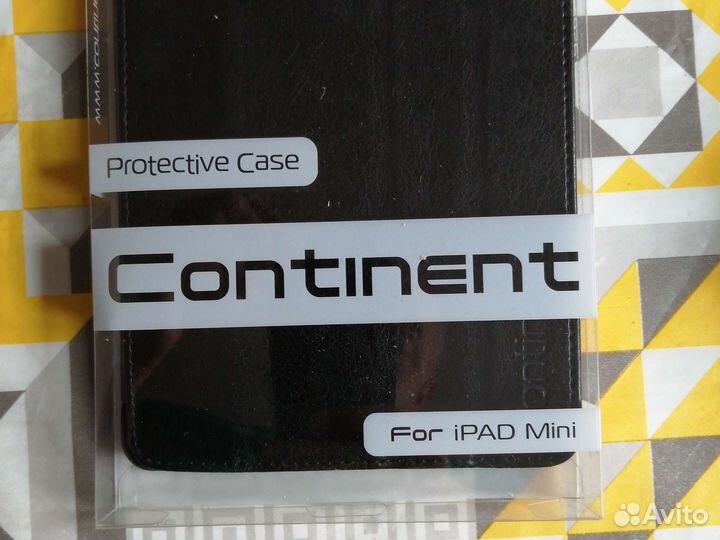 Protective Case
Continent
For iPAD Mini
Avito